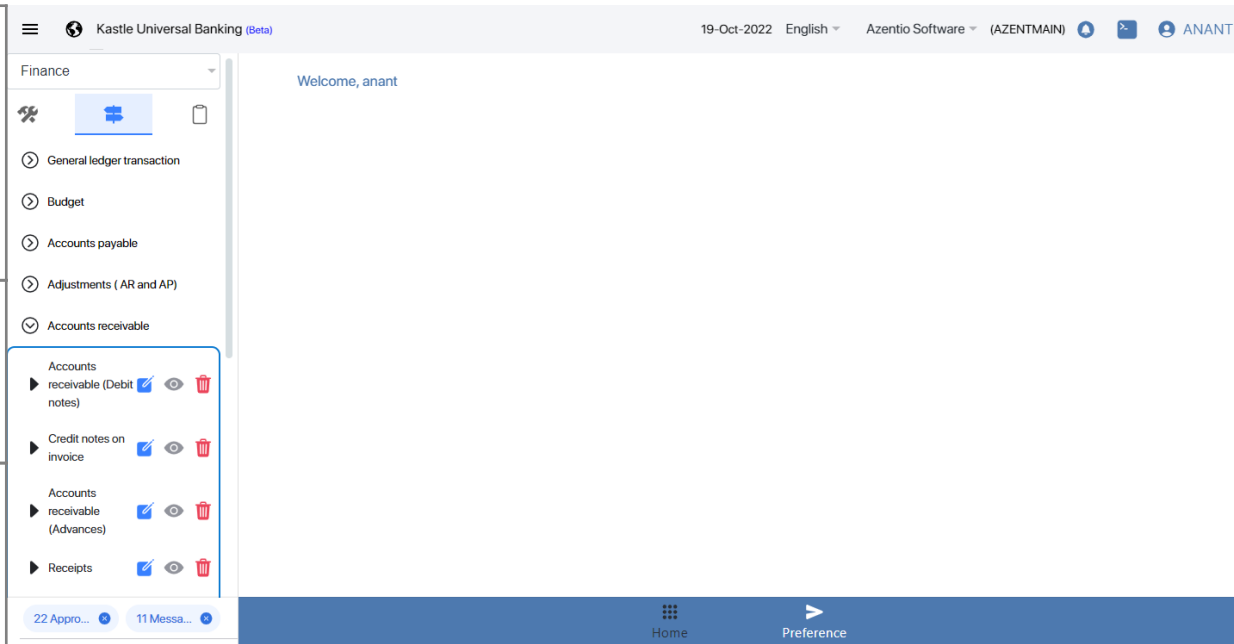 Kastle Universal Banking (Beta)
19-Oct-2022 English Azentio Software (AZENTMAIN) ANANT
Finance
Welcome, anant
General ledger transaction
Budget
Accounts payable
Adjustments ( AR and AP)
Accounts receivable
Accounts
receivable (Debit
notes)
Credit notes on
invoice
Accounts
receivable
(Advances)
Receipts
22 Appro... 11 Messa...
Home Preference